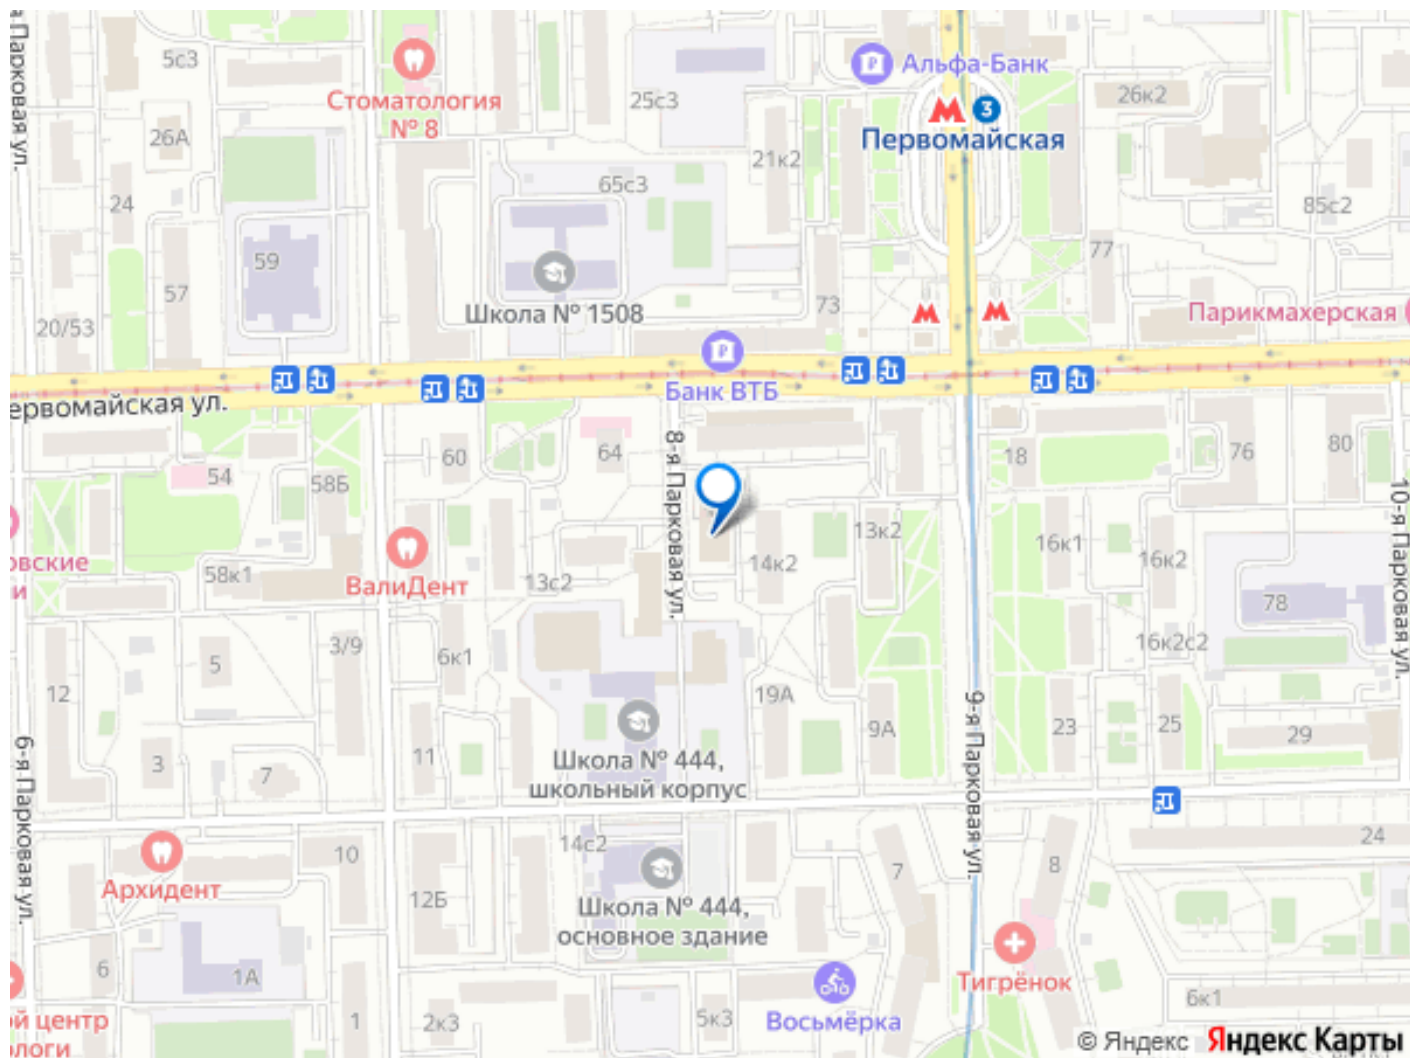 Парковая ул.
5с3
Стоматология
№ 8
26А
24
59
57
20/53
25с3
65с3
Школа № 1508
21к2
Альфа-Банк
3
Первомайская
26к2
85с2
77
73
Парикмахерская
Банк ВТБ
ервомайская ул.
54
58Б
60
64
8-я Парковая ул.
18
76
80
10-я Парковая ул.
овские
и
58к1
ВалиДент
13с2
14к2
13к2
16к1
16к2
78
16к2с2
12
5
3/9
6к1
19А
9А
9-я Парковая ул.
23
25
29
6-я Парковая ул.
3
7
11
Школа № 444,
школьный корпус
24
Архидент
10
14с2
12Б
Школа № 444,
основное здание
7
8
Тигрёнок
6
1А
1
2к3
5к3
Восьмёрка
6к1
ой центр
логи
© Яндекс Яндекс Карты